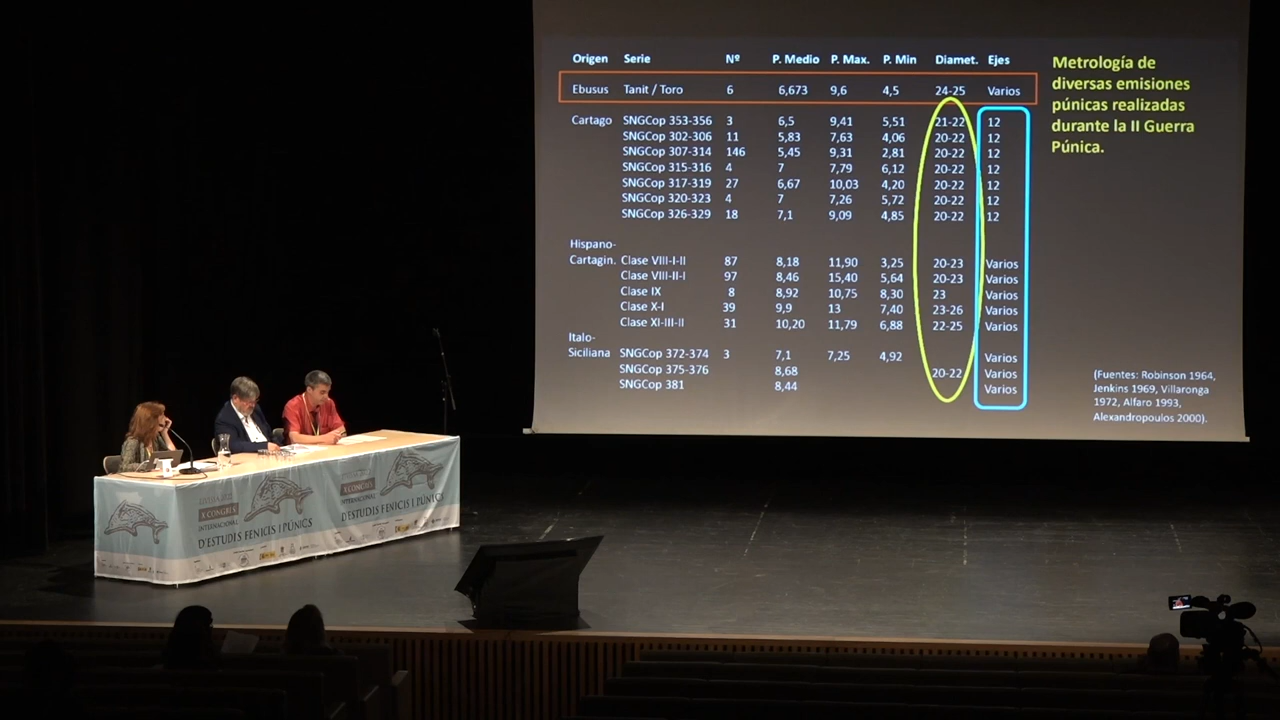 Origen Serie Nº P. Medio P. Max. P. Min Diamet. Ejes
Ebusus Tanit / Toro 6 6,673 9,6 4,5 24-25 Varios
Cartago SNGCop 353-356 3 6,5 9,41 5,51 21-22 12
SNGCop 302-306 11 5,83 7,63 4,06 20-22 12
SNGCop 307-314 146 5,45 9,31 2,81 20-22 12
SNGCop 315-316 4 7 7,79 6,12 20-22 12
SNGCop 317-319 27 6,67 10,03 4,20 20-22 12
SNGCop 320-323 4 7 7,26 5,72 20-22 12
SNGCop 326-329 18 7,1 9,09 4,85 20-22 12
Hispano-
Cartagin. Clase VIII-I-II 87 8,18 11,90 3,25 20-23 Varios
Clase VIII-II-I 97 8,46 15,40 5,64 20-23 Varios
Clase IX 8 8,92 10,75 8,30 23 Varios
Clase X-I 39 9,9 13 7,40 23-26 Varios
Clase XI-III-II 31 10,20 11,79 6,88 22-25 Varios
Italo-
Siciliana SNGCop 372-374 3 7,1 7,25 4,92 Varios
SNGCop 375-376 8,68 20-22 Varios
SNGCop 381 8,44 Varios
Metrología de
diversas emisiones
púnicas realizadas
durante la II Guerra
Púnica.
(Fuentes: Robinson 1964,
Jenkins 1969, Villaronga
1972, Alfaro 1993,
Alexandropoulos 2000).
X CONGRÉS
INTERNACIONAL
D'ESTUDIS FENICIS I PÚNICS
X CONGRÉS
INTERNACIONAL
D'ESTUDIS FENICIS I PÚNICS